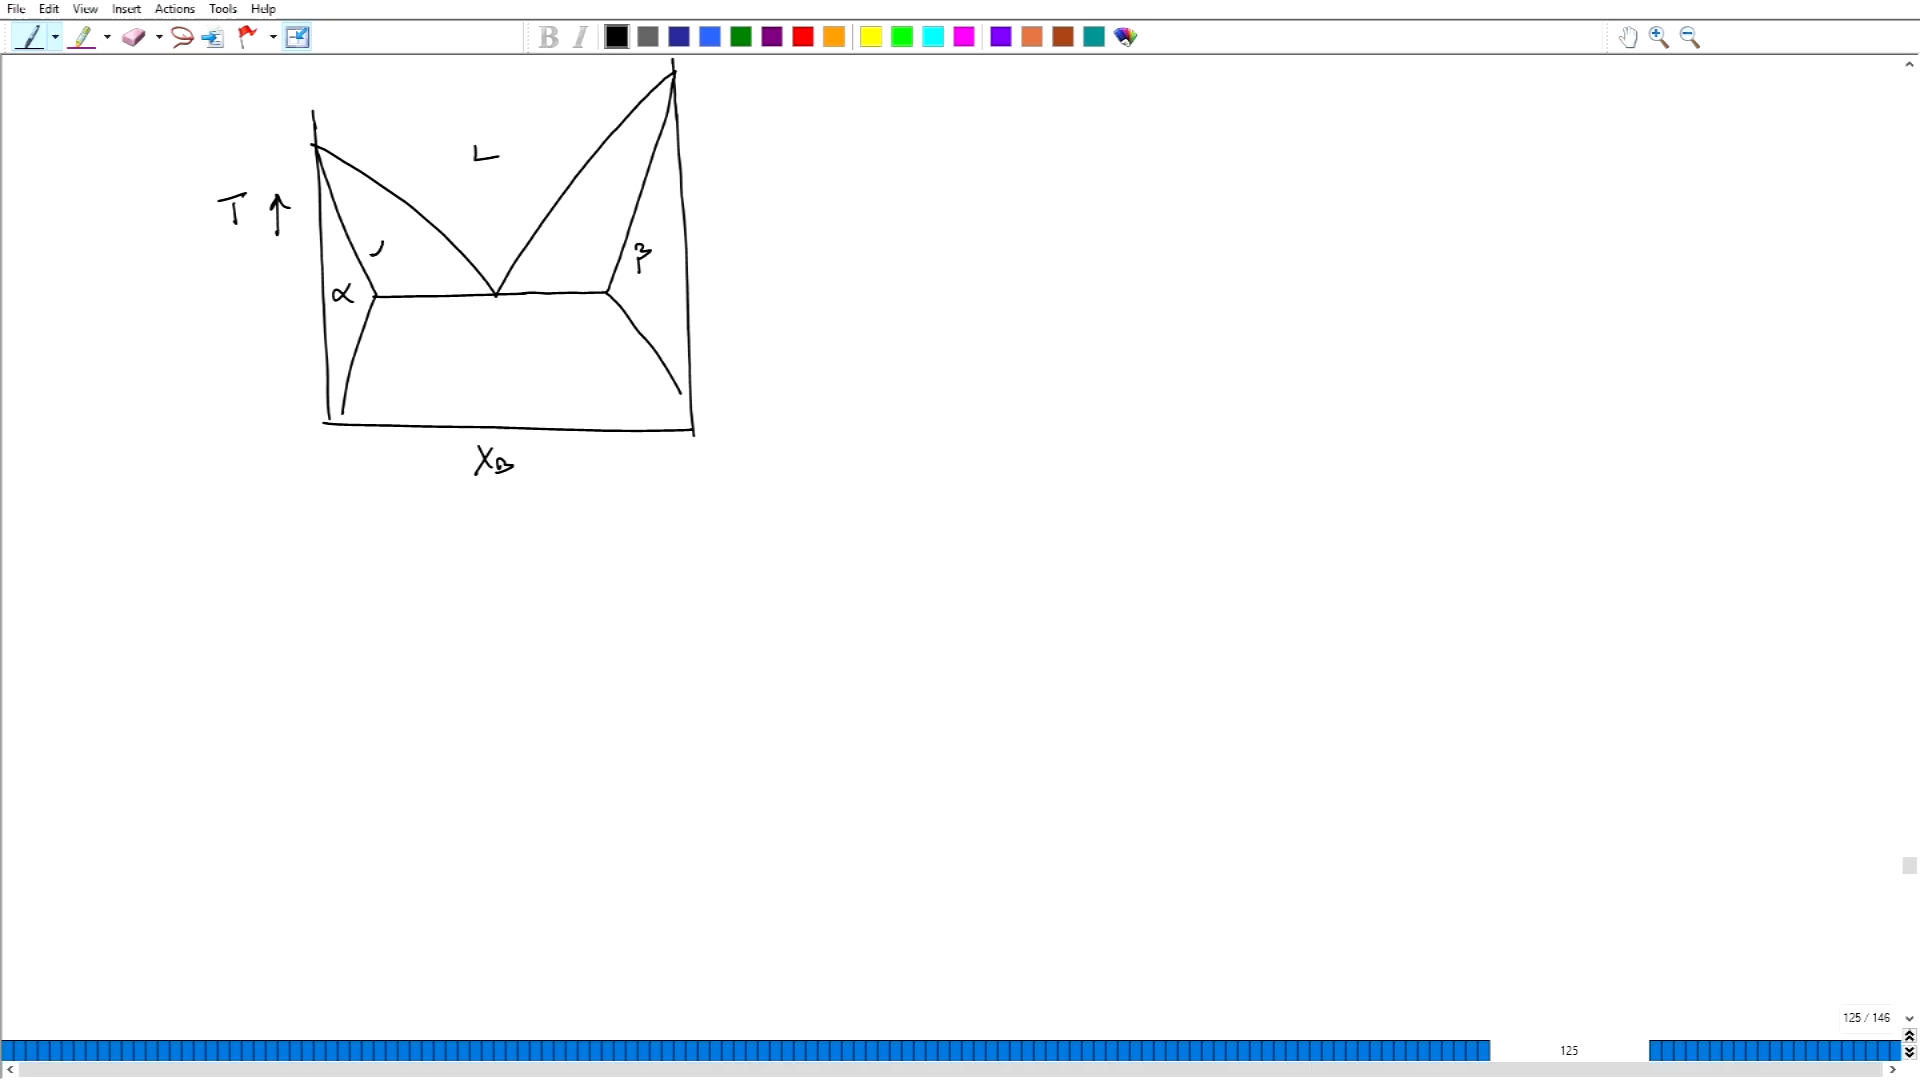 File Edit View Insert Actions Tools Help
B I
L
T ↑
β
α
X_B
125 / 146
125